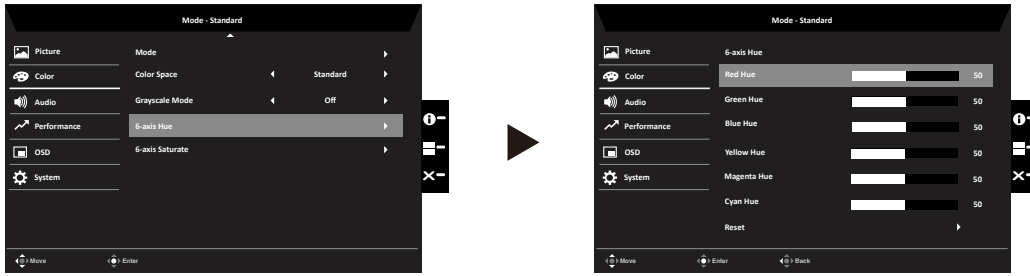 Mode - Standard
Picture
Color
Audio
Performance
OSD
System
Mode
Color Space Standard
Grayscale Mode Off
6-axis Hue
6-axis Saturate
Move Enter
Mode - Standard
Picture
Color
Audio
Performance
OSD
System
6-axis Hue
Red Hue 50
Green Hue 50
Blue Hue 50
Yellow Hue 50
Magenta Hue 50
Cyan Hue 50
Reset
Move Enter Back